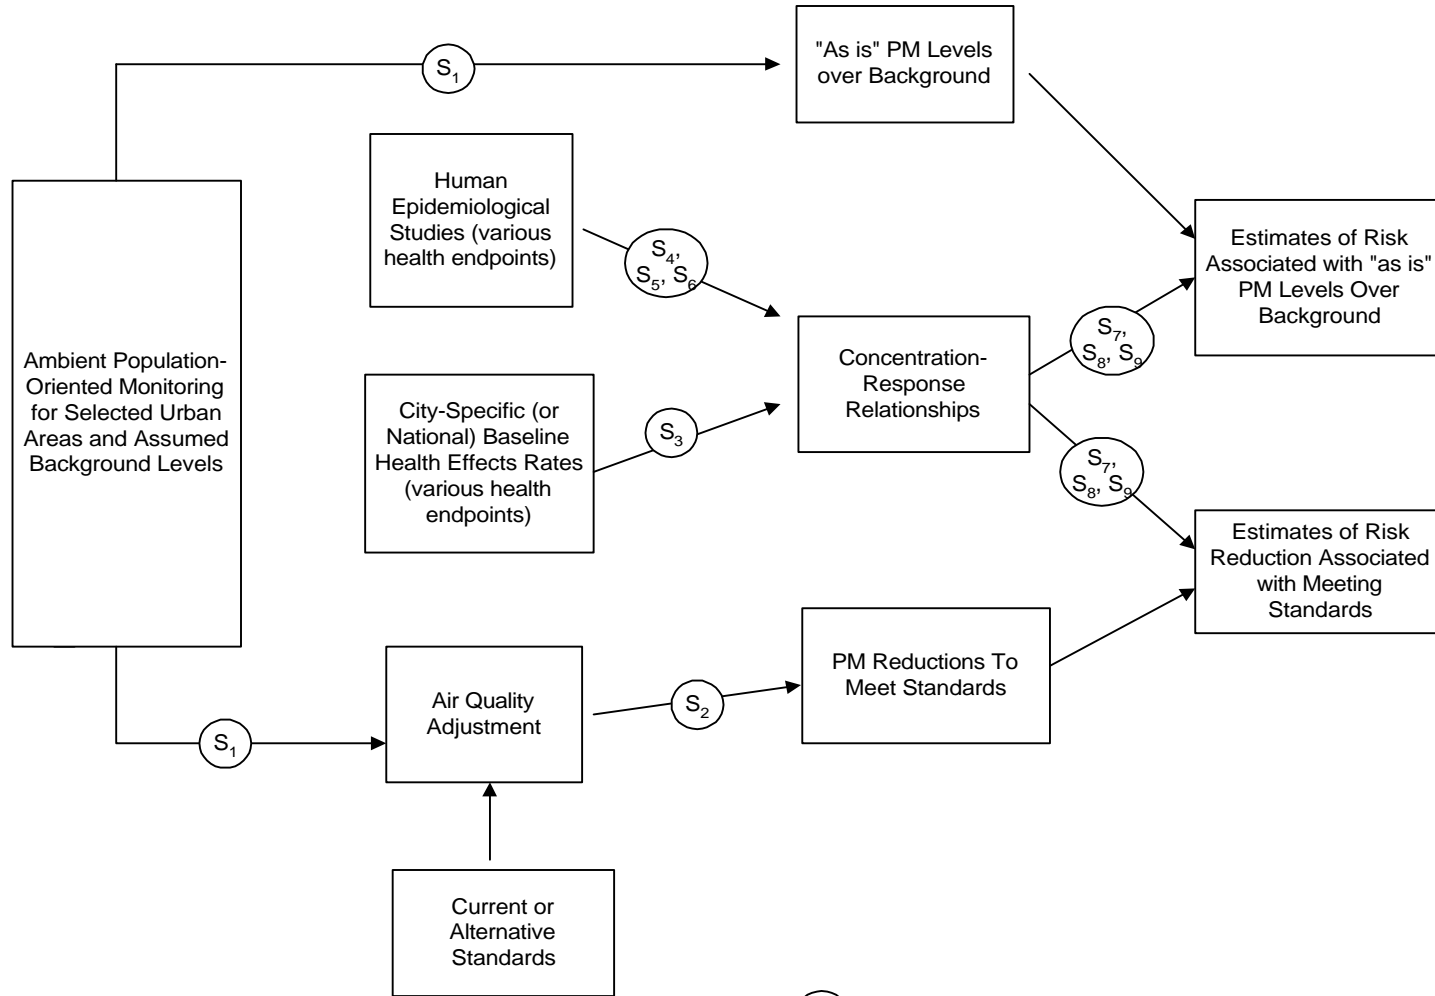 S1
"As is" PM Levels
over Background
Human
Epidemiological
Studies (various
health endpoints)
S4,
S5, S6
Estimates of Risk
Associated with "as is"
PM Levels Over
Background
Ambient Population-
Oriented Monitoring
for Selected Urban
Areas and Assumed
Background Levels
Concentration-
Response
Relationships
S7,
S8, S9
City-Specific (or
National) Baseline
Health Effects Rates
(various health
endpoints)
S3
S7,
S8, S9
Estimates of Risk
Reduction Associated
with Meeting
Standards
Air Quality
Adjustment
S2
PM Reductions To
Meet Standards
S1
Current or
Alternative
Standards